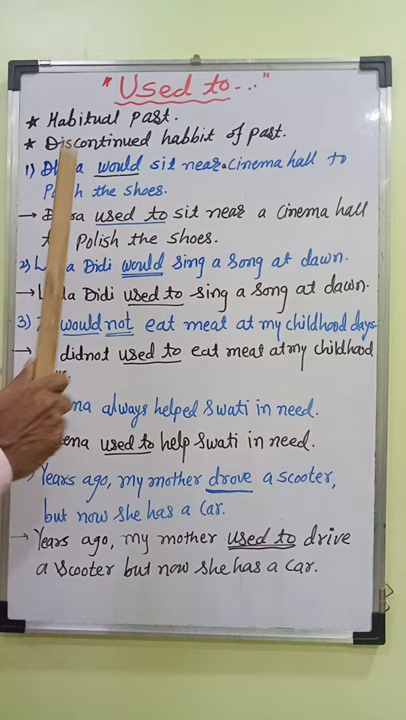 "Used to..."
* Habitual past.
* Discontinued habbit of past.
1) would sit near a cinema hall to
the shoes.
→ used to sit near a cinema hall
Polish the shoes.
2) Didi would sing a song at dawn.
→ Didi used to sing a song at dawn.
3) would not eat meat at my childhood days
→ didnot used to eat meat at my childhood
always helped Swati in need.
used to help Swati in need.
Years ago, my mother drove a scooter,
but now she has a car.
→ Years ago, my mother used to drive
a scooter but now she has a car.